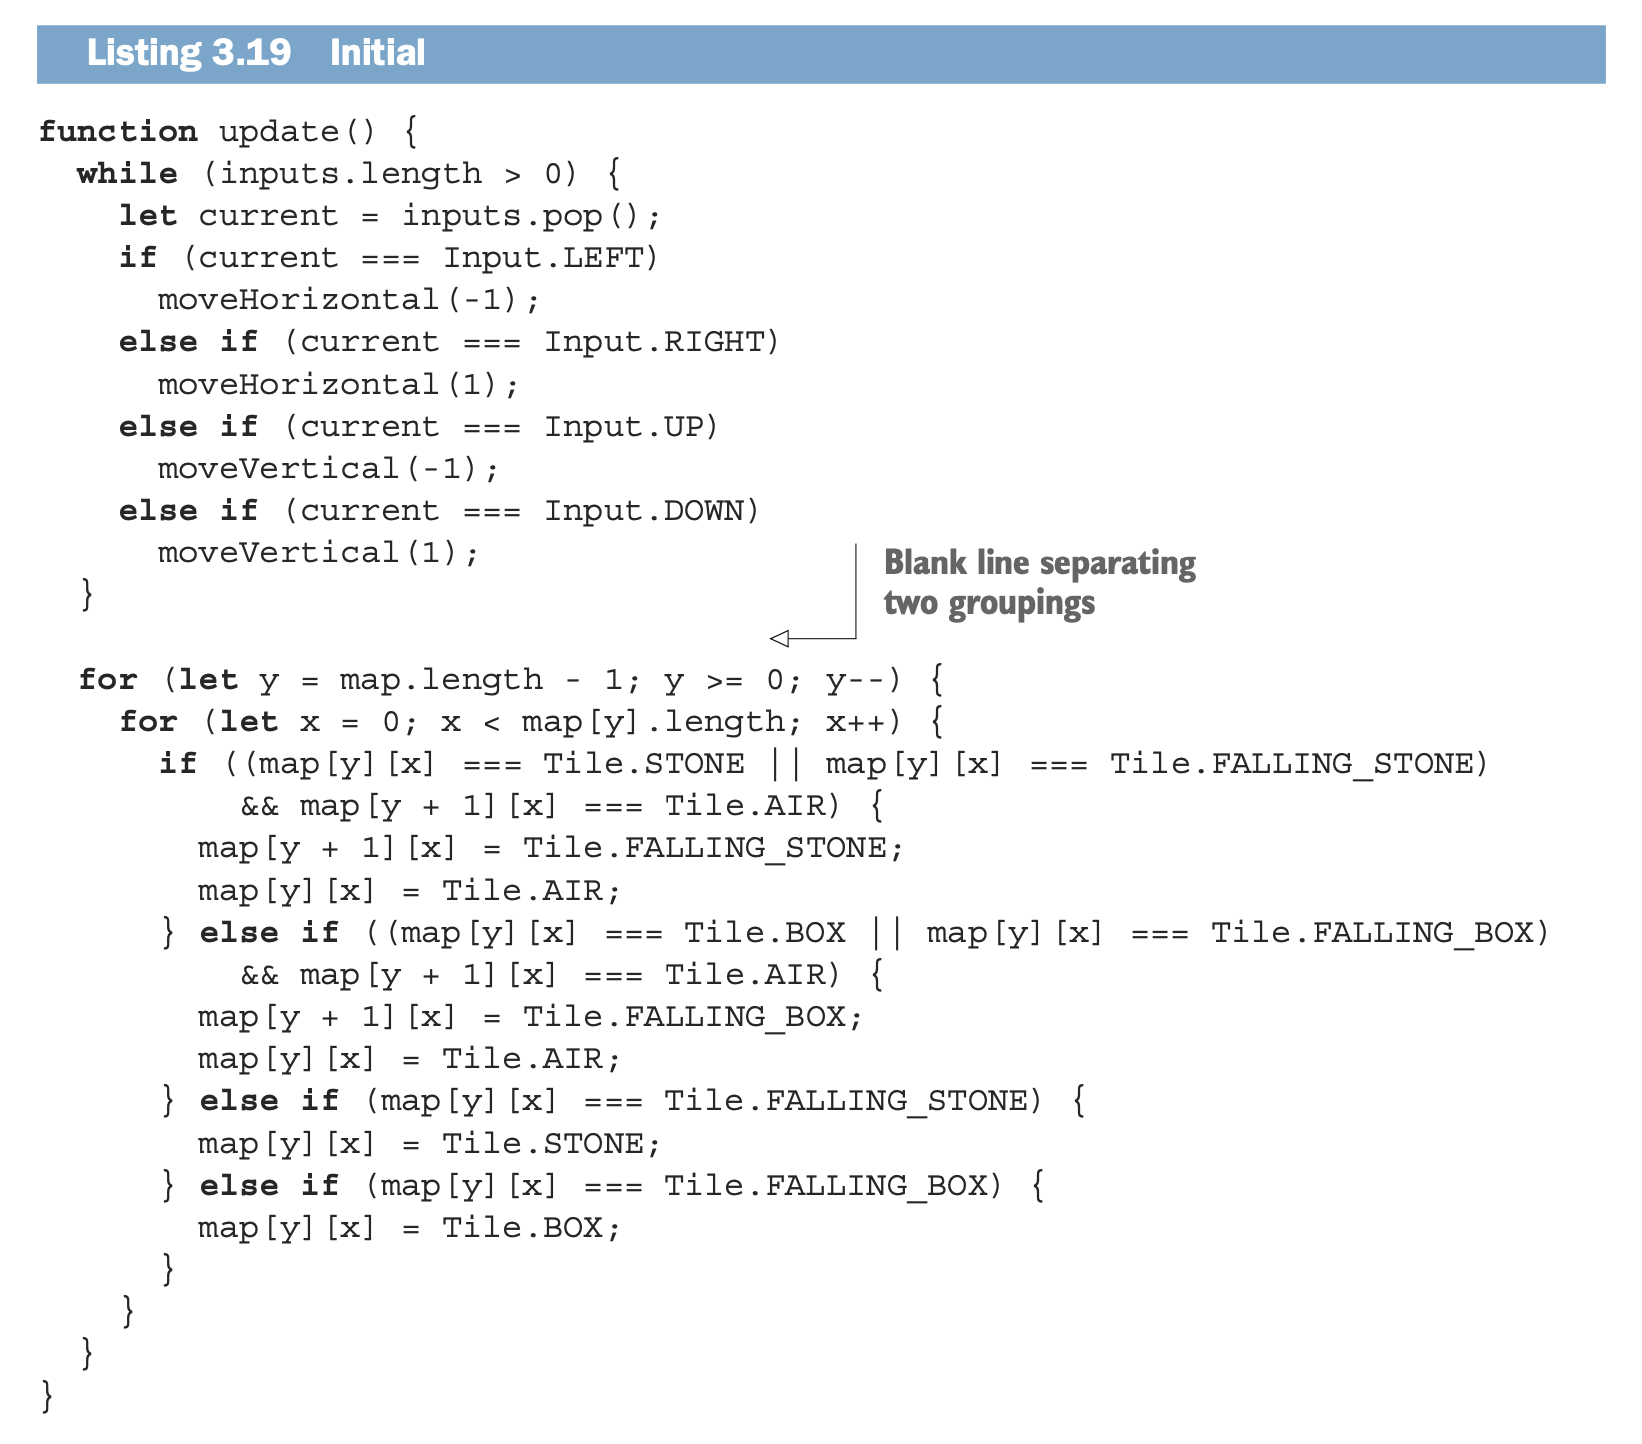 Listing 3.19 Initial
function update() {
  while (inputs.length > 0) {
    let current = inputs.pop();
    if (current === Input.LEFT)
      moveHorizontal(-1);
    else if (current === Input.RIGHT)
      moveHorizontal(1);
    else if (current === Input.UP)
      moveVertical(-1);
    else if (current === Input.DOWN)
      moveVertical(1);
  }
Blank line separating
two groupings
  for (let y = map.length - 1; y >= 0; y--) {
    for (let x = 0; x < map[y].length; x++) {
      if ((map[y][x] === Tile.STONE || map[y][x] === Tile.FALLING_STONE)
          && map[y + 1][x] === Tile.AIR) {
        map[y + 1][x] = Tile.FALLING_STONE;
        map[y][x] = Tile.AIR;
      } else if ((map[y][x] === Tile.BOX || map[y][x] === Tile.FALLING_BOX)
          && map[y + 1][x] === Tile.AIR) {
        map[y + 1][x] = Tile.FALLING_BOX;
        map[y][x] = Tile.AIR;
      } else if (map[y][x] === Tile.FALLING_STONE) {
        map[y][x] = Tile.STONE;
      } else if (map[y][x] === Tile.FALLING_BOX) {
        map[y][x] = Tile.BOX;
      }
    }
  }
}